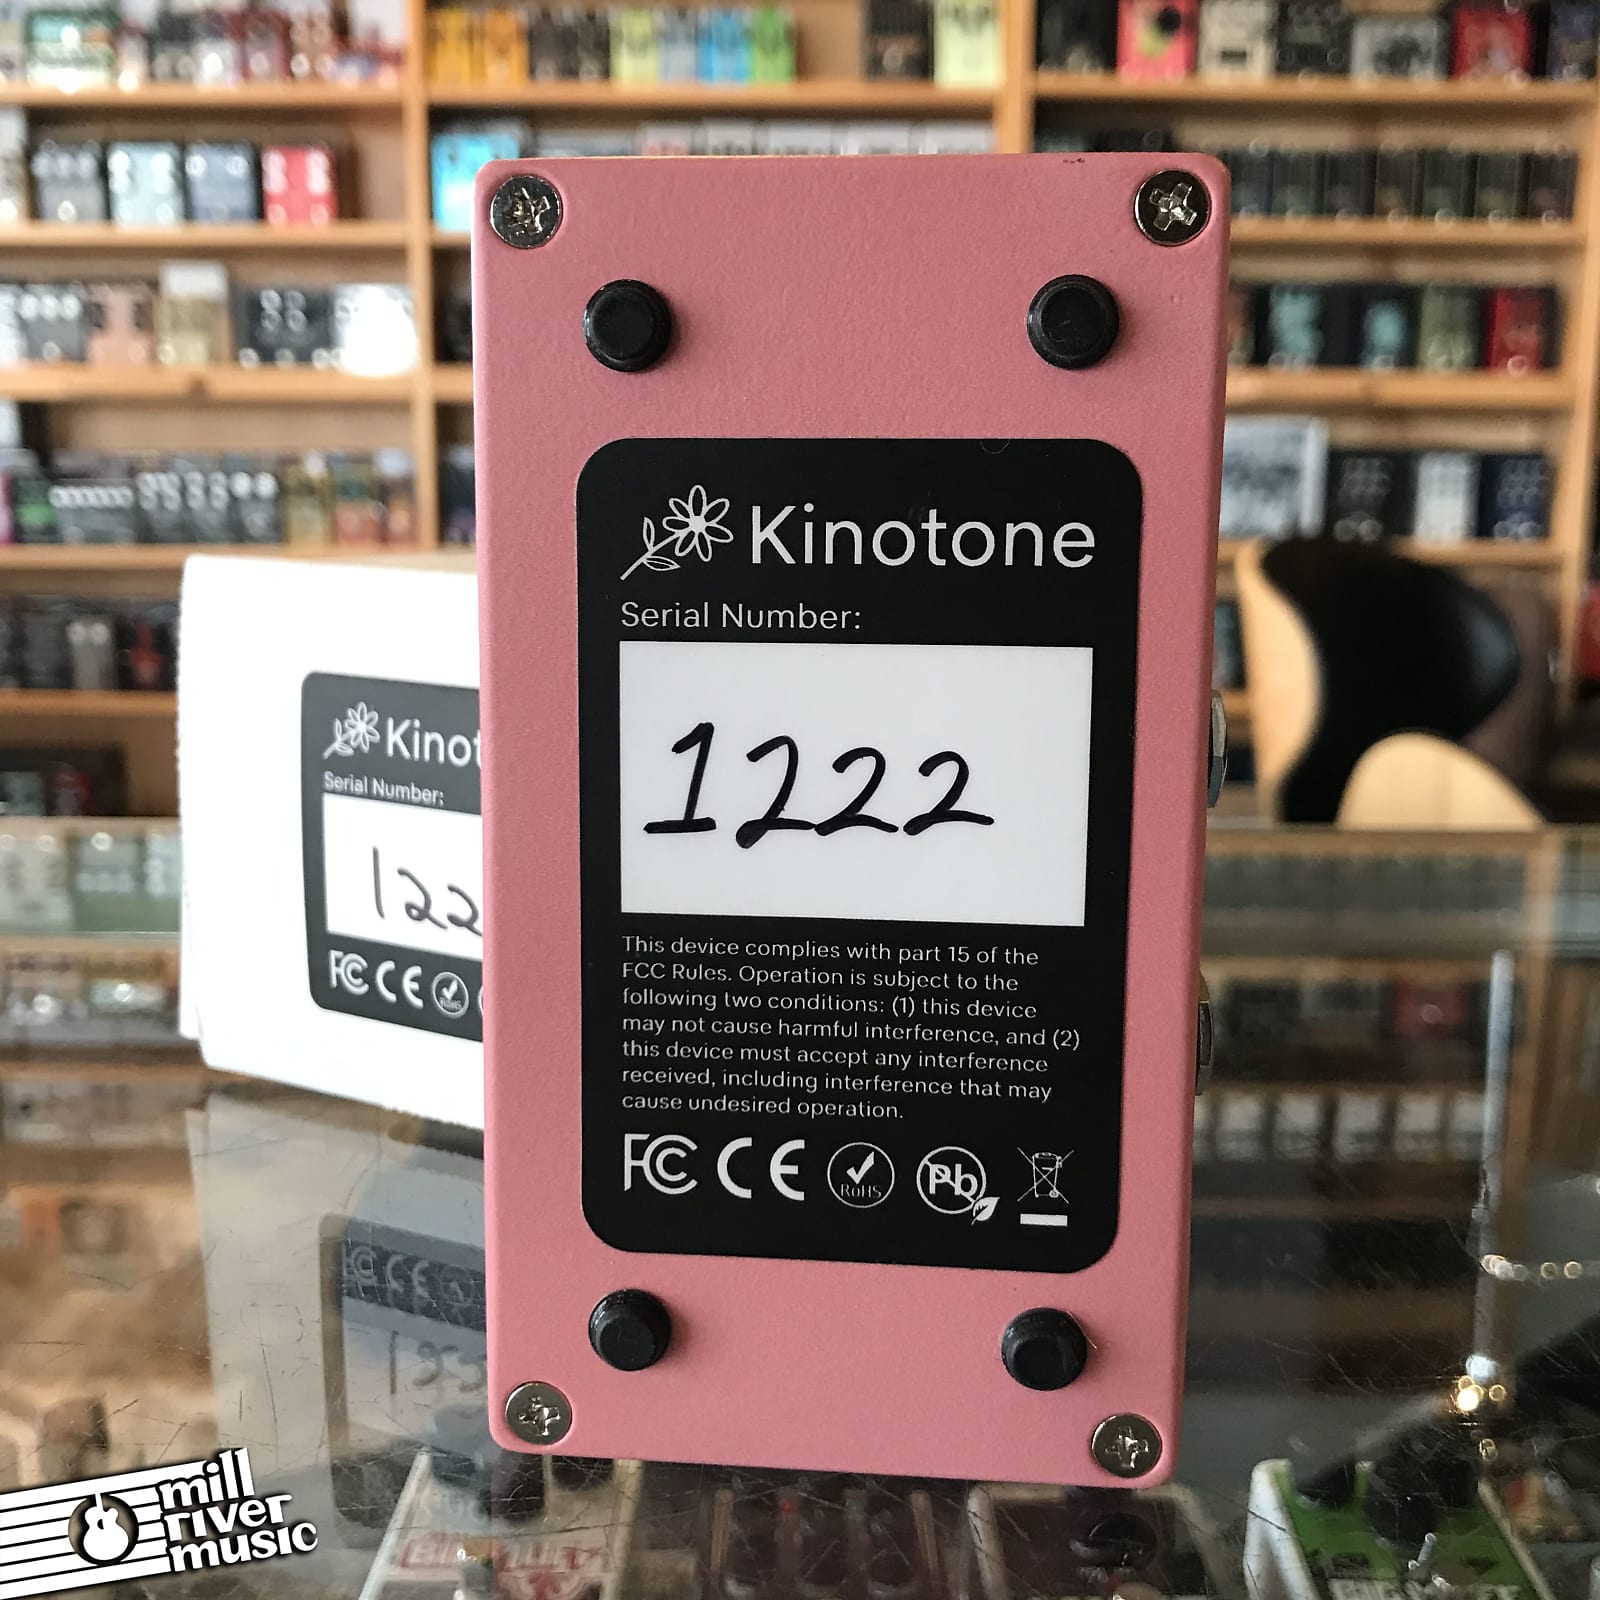 Kinotone
Serial Number:
1222
This device complies with part 15 of the
FCC Rules. Operation is subject to the
following two conditions: (1) this device
may not cause harmful interference, and (2)
this device must accept any interference
received, including interference that may
cause undesired operation.
FC CE RoHS Pb
Kinot
Serial Number:
122
FC CE RoHS
mill
river
music